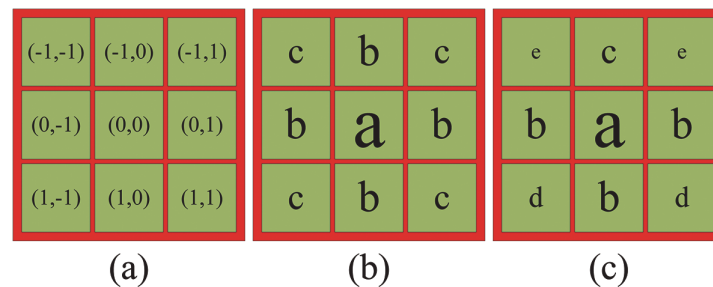 (-1,-1) (-1,0) (-1,1) c b c e c e
(0,-1) (0,0) (0,1) b a b b a b
(1,-1) (1,0) (1,1) c b c d b d
(a) (b) (c)